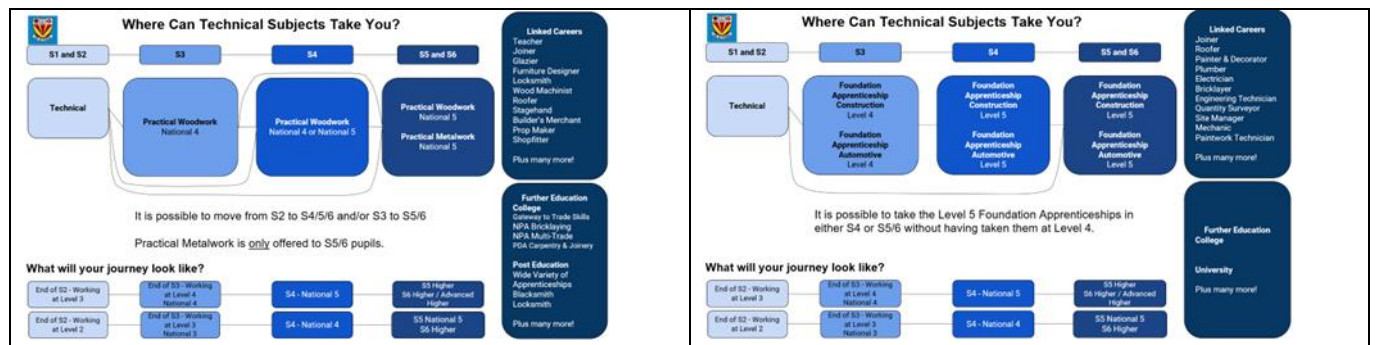 Where Can Technical Subjects Take You?
S1 and S2
S3
S4
S5 and S6
Technical
Practical Woodwork
National 4
Practical Woodwork
National 4 or National 5
Practical Woodwork
National 5
Practical Metalwork
National 5
Linked Careers
Teacher
Joiner
Glazier
Furniture Designer
Locksmith
Wood Machinist
Roofer
Stagehand
Builder's Merchant
Prop Maker
Shopfitter
Plus many more!
It is possible to move from S2 to S4/5/6 and/or S3 to S5/6
Practical Metalwork is only offered to S5/6 pupils.
Further Education
College
Gateway to Trade Skills
NPA Bricklaying
NPA Multi-Trade
PDA Carpentry & Joinery
Post Education
Wide Variety of
Apprenticeships
Blacksmith
Locksmith
Plus many more!
What will your journey look like?
End of S2 - Working
at Level 3
End of S3 - Working
at Level 4
National 4
S4 - National 5
S5 Higher
S6 Higher / Advanced
Higher
End of S2 - Working
at Level 2
End of S3 - Working
at Level 3
National 3
S4 - National 4
S5 National 5
S6 Higher
Where Can Technical Subjects Take You?
S1 and S2
S3
S4
S5 and S6
Technical
Foundation
Apprenticeship
Construction
Level 4
Foundation
Apprenticeship
Automotive
Level 4
Foundation
Apprenticeship
Construction
Level 5
Foundation
Apprenticeship
Automotive
Level 5
Foundation
Apprenticeship
Construction
Level 5
Foundation
Apprenticeship
Automotive
Level 5
Linked Careers
Joiner
Roofer
Painter & Decorator
Plumber
Electrician
Bricklayer
Engineering Technician
Quantity Surveyor
Site Manager
Mechanic
Paintwork Technician
Plus many more!
It is possible to take the Level 5 Foundation Apprenticeships in
either S4 or S5/6 without having taken them at Level 4.
Further Education
College
University
Plus many more!
What will your journey look like?
End of S2 - Working
at Level 3
End of S3 - Working
at Level 4
National 4
S4 - National 5
S5 Higher
S6 Higher / Advanced
Higher
End of S2 - Working
at Level 2
End of S3 - Working
at Level 3
National 3
S4 - National 4
S5 National 5
S6 Higher